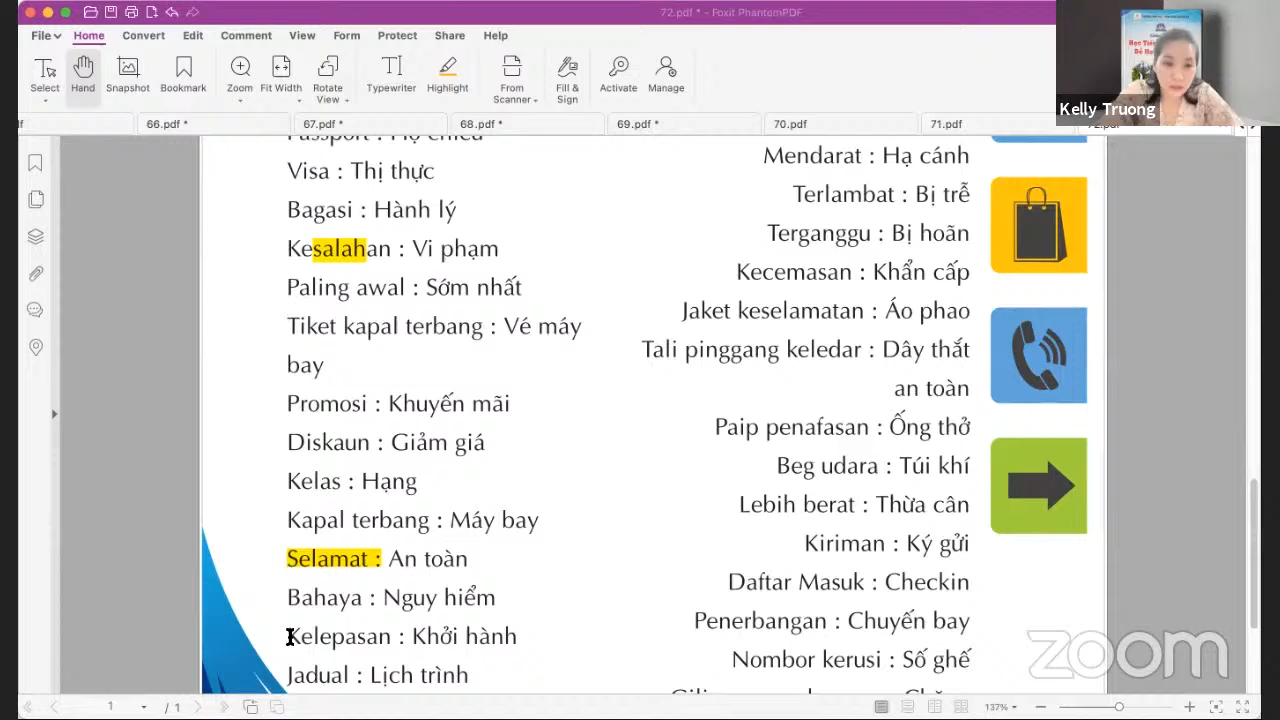 72.pdf * - Foxit PhantomPDF
File Home Convert Edit Comment View Form Protect Share Help
Select Hand Snapshot Bookmark Zoom Fit Width Rotate View Typewriter Highlight From Scanner Fill & Sign Activate Manage
Kelly Truong
66.pdf * 67.pdf * 68.pdf * 69.pdf * 70.pdf 71.pdf
Passport : Hộ chiếu
Visa : Thị thực
Bagasi : Hành lý
Kesalahan : Vi phạm
Paling awal : Sớm nhất
Tiket kapal terbang : Vé máy
bay
Promosi : Khuyến mãi
Diskaun : Giảm giá
Kelas : Hạng
Kapal terbang : Máy bay
Selamat : An toàn
Bahaya : Nguy hiểm
Kelepasan : Khởi hành
Jadual : Lịch trình
Mendarat : Hạ cánh
Terlambat : Bị trễ
Terganggu : Bị hoãn
Kecemasan : Khẩn cấp
Jaket keselamatan : Áo phao
Tali pinggang keledar : Dây thắt
an toàn
Paip penafasan : Ống thở
Beg udara : Túi khí
Lebih berat : Thừa cân
Kiriman : Ký gửi
Daftar Masuk : Checkin
Penerbangan : Chuyến bay
Nombor kerusi : Số ghế
zoom
1 / 1
137%